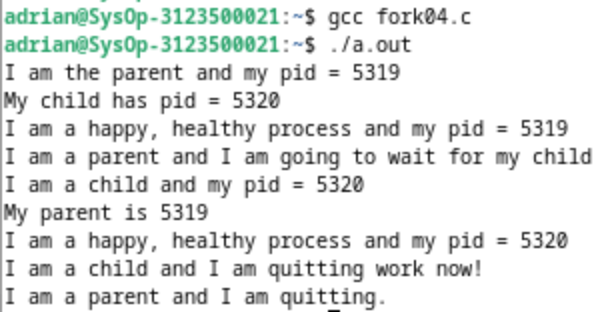 adrian@SysOp-3123500021:~$ gcc fork04.c
adrian@SysOp-3123500021:~$ ./a.out
I am the parent and my pid = 5319
My child has pid = 5320
I am a happy, healthy process and my pid = 5319
I am a parent and I am going to wait for my child
I am a child and my pid = 5320
My parent is 5319
I am a happy, healthy process and my pid = 5320
I am a child and I am quitting work now!
I am a parent and I am quitting.